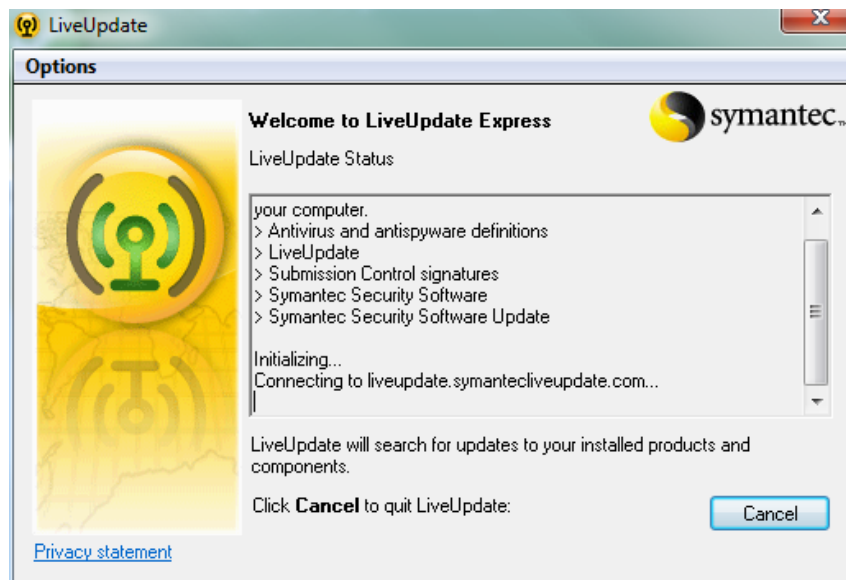 LiveUpdate
Options
symantec™
Welcome to LiveUpdate Express
LiveUpdate Status
your computer.
> Antivirus and antispyware definitions
> LiveUpdate
> Submission Control signatures
> Symantec Security Software
> Symantec Security Software Update
Initializing...
Connecting to liveupdate.symantecliveupdate.com...
LiveUpdate will search for updates to your installed products and
components.
Click Cancel to quit LiveUpdate:
Cancel
Privacy statement